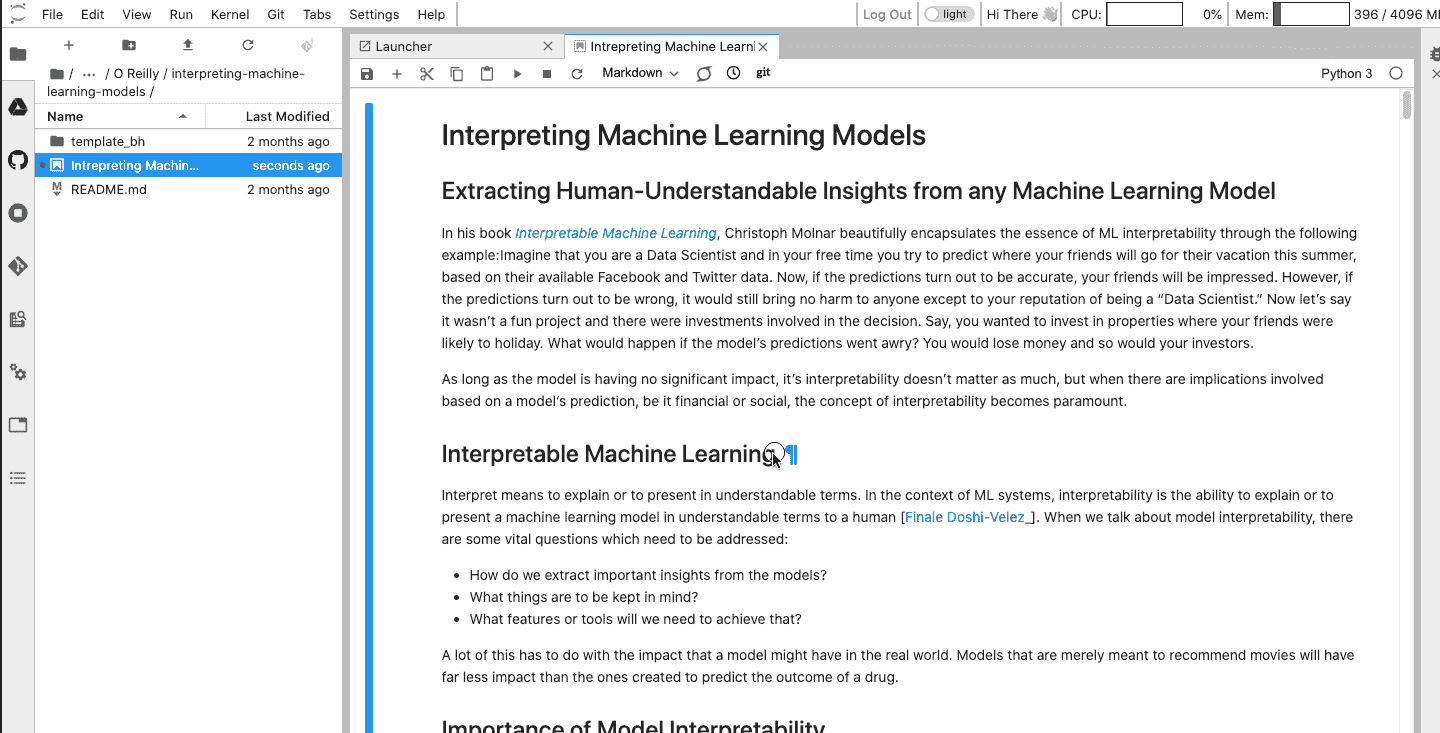 File Edit View Run Kernel Git Tabs Settings Help
Log Out light Hi There 👋 CPU: 0% Mem: 396 / 4096 M
/ ··· / O Reilly / interpreting-machine-
learning-models /
Name Last Modified
template_bh 2 months ago
Intrepreting Machin... seconds ago
README.md 2 months ago
Launcher
Intrepreting Machine Learni
Markdown git Python 3
Interpreting Machine Learning Models
Extracting Human-Understandable Insights from any Machine Learning Model
In his book Interpretable Machine Learning, Christoph Molnar beautifully encapsulates the essence of ML interpretability through the following
example:Imagine that you are a Data Scientist and in your free time you try to predict where your friends will go for their vacation this summer,
based on their available Facebook and Twitter data. Now, if the predictions turn out to be accurate, your friends will be impressed. However, if
the predictions turn out to be wrong, it would still bring no harm to anyone except to your reputation of being a “Data Scientist.” Now let’s say
it wasn’t a fun project and there were investments involved in the decision. Say, you wanted to invest in properties where your friends were
likely to holiday. What would happen if the model’s predictions went awry? You would lose money and so would your investors.
As long as the model is having no significant impact, it’s interpretability doesn’t matter as much, but when there are implications involved
based on a model’s prediction, be it financial or social, the concept of interpretability becomes paramount.
Interpretable Machine Learning ¶
Interpret means to explain or to present in understandable terms. In the context of ML systems, interpretability is the ability to explain or to
present a machine learning model in understandable terms to a human [Finale Doshi-Velez_]. When we talk about model interpretability, there
are some vital questions which need to be addressed:
• How do we extract important insights from the models?
• What things are to be kept in mind?
• What features or tools will we need to achieve that?
A lot of this has to do with the impact that a model might have in the real world. Models that are merely meant to recommend movies will have
far less impact than the ones created to predict the outcome of a drug.
Importance of Model Interpretability